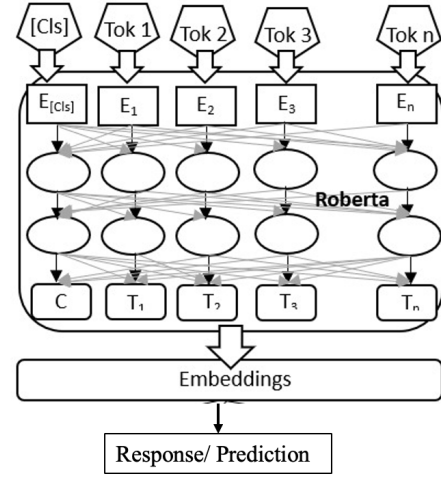 [Cls] Tok 1 Tok 2 Tok 3 Tok n
E[Cls] E1 E2 E3 En
Roberta
C T1 T2 T3 Tn
Embeddings
Response/ Prediction